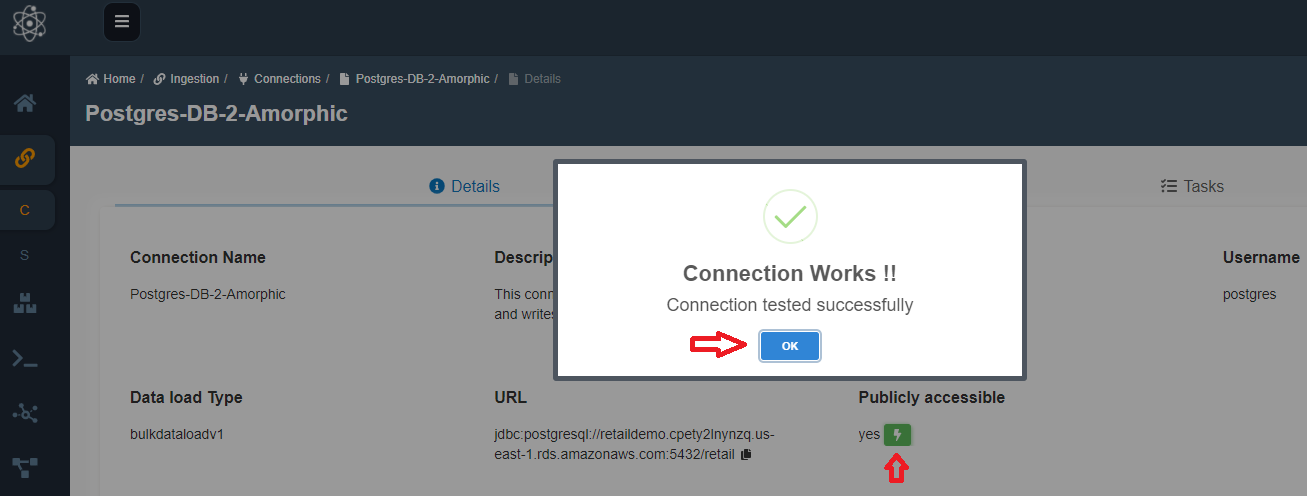 Home / Ingestion / Connections / Postgres-DB-2-Amorphic / Details
Postgres-DB-2-Amorphic
Details
Tasks
C
S
Connection Name
Postgres-DB-2-Amorphic
Descrip
This conn
and writes
Username
postgres
Connection Works !!
Connection tested successfully
OK
Data load Type
bulkdataloadv1
URL
jdbc:postgresql://retaildemo.cpety2lnynzq.us-
east-1.rds.amazonaws.com:5432/retail
Publicly accessible
yes